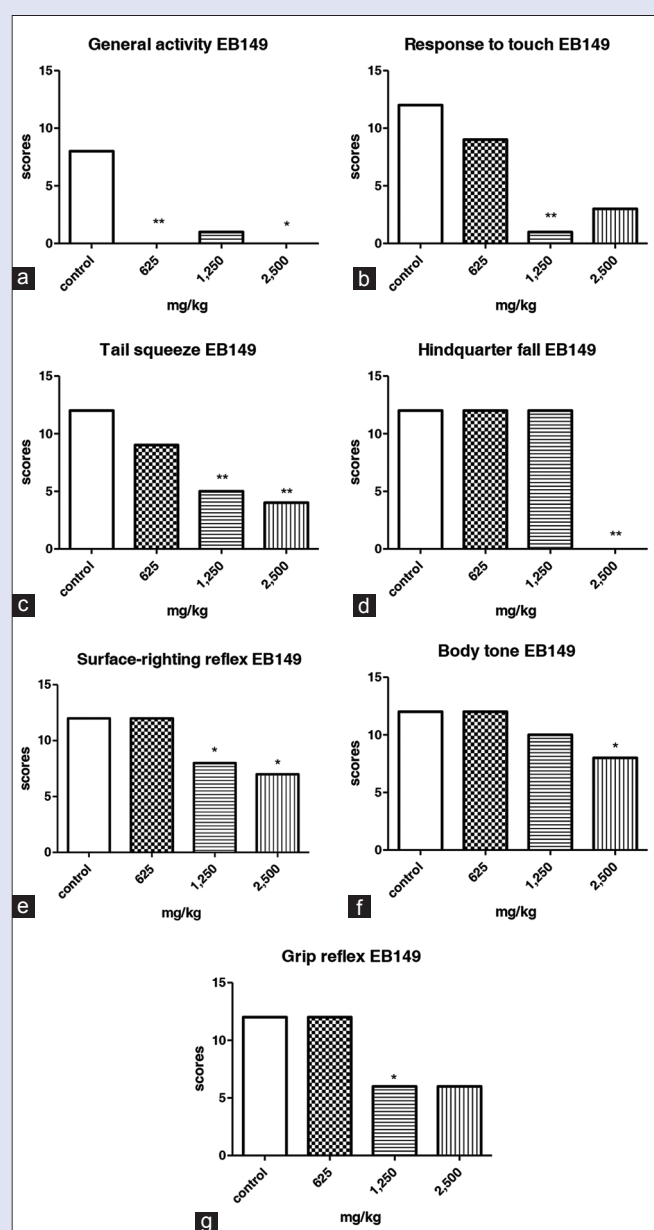 General activity EB149
15
10
5
0
scores
**
*
control
625
1,250
2,500
mg/kg
a
Response to touch EB149
15
10
5
0
scores
**
control
625
1,250
2,500
mg/kg
b
Tail squeeze EB149
15
10
5
0
scores
**
**
control
625
1,250
2,500
mg/kg
c
Hindquarter fall EB149
15
10
5
0
scores
**
control
625
1,250
2,500
mg/kg
d
Surface-righting reflex EB149
15
10
5
0
scores
*
*
control
625
1,250
2,500
mg/kg
e
Body tone EB149
15
10
5
0
scores
*
control
625
1,250
2,500
mg/kg
f
Grip reflex EB149
15
10
5
0
scores
*
control
625
1,250
2,500
mg/kg
g